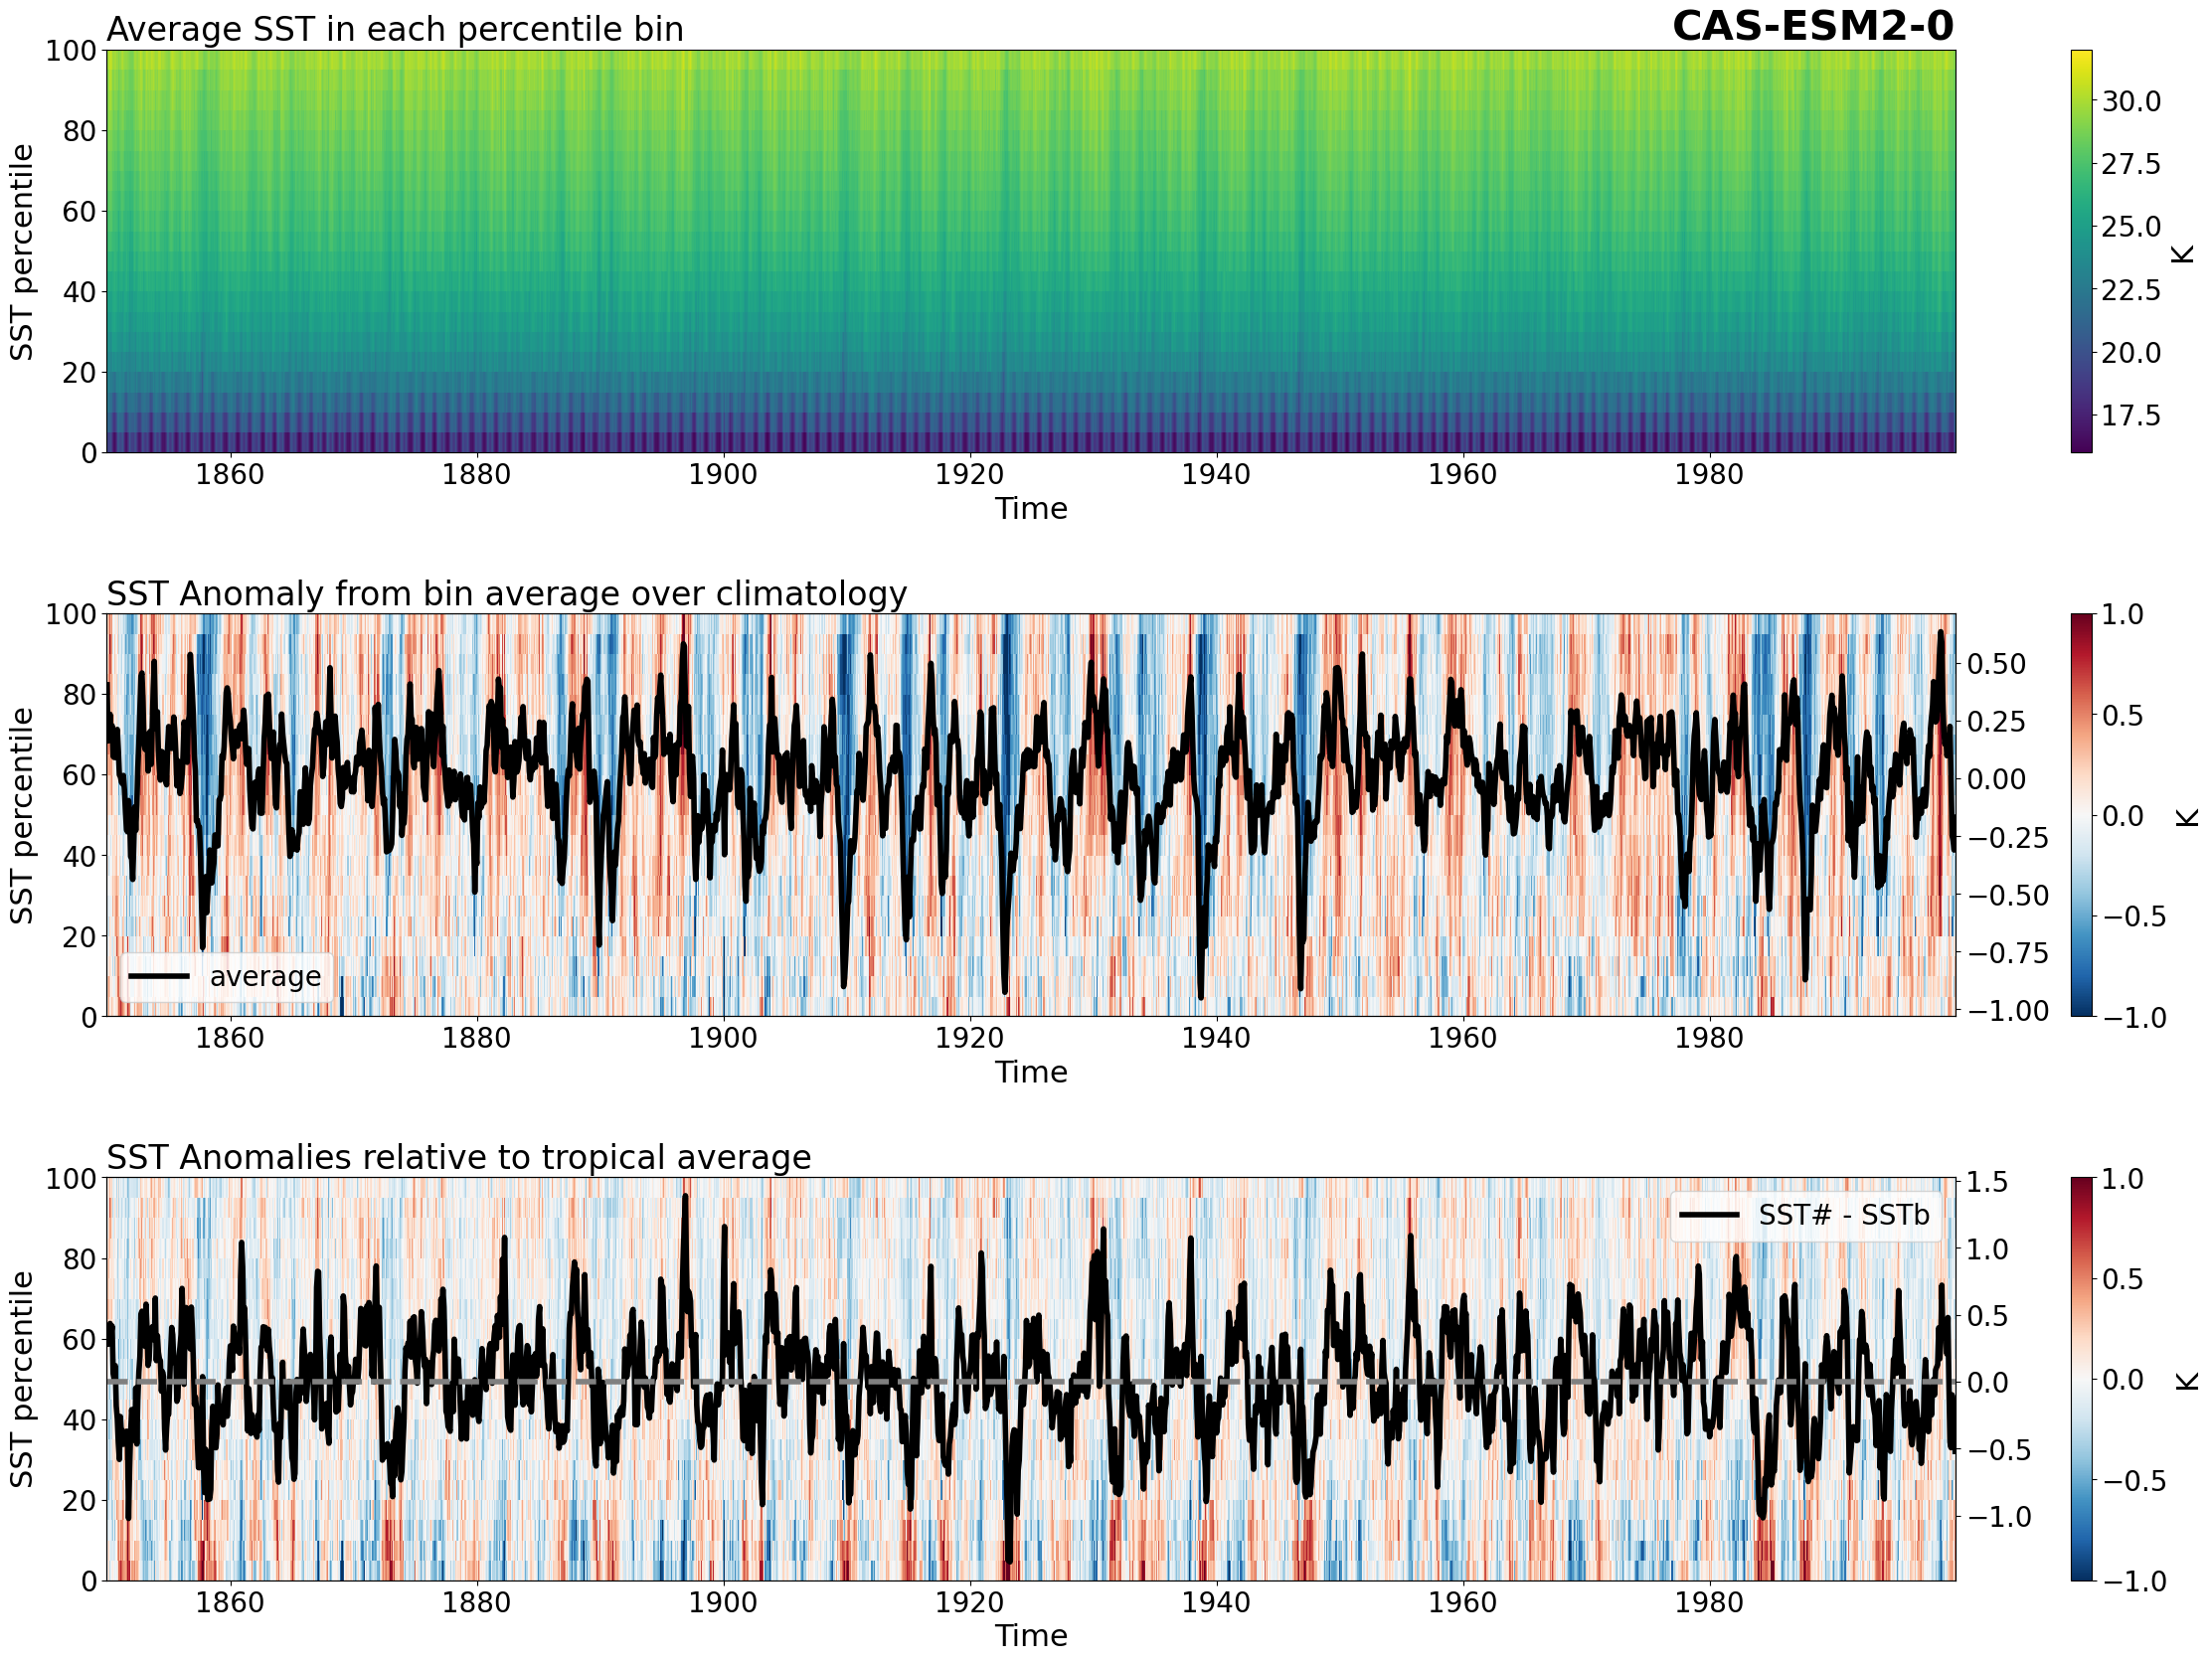 Average SST in each percentile bin
CAS-ESM2-0
100
80
60
40
20
0
SST percentile
1860 1880 1900 1920 1940 1960 1980
Time
30.0
27.5
25.0
22.5
20.0
17.5
K
SST Anomaly from bin average over climatology
100
80
60
40
20
0
SST percentile
average
1860 1880 1900 1920 1940 1960 1980
Time
0.50
0.25
0.00
−0.25
−0.50
−0.75
−1.00
1.0
0.5
0.0
−0.5
−1.0
K
SST Anomalies relative to tropical average
100
80
60
40
20
0
SST percentile
SST# - SSTb
1860 1880 1900 1920 1940 1960 1980
Time
1.5
1.0
0.5
0.0
−0.5
−1.0
1.0
0.5
0.0
−0.5
−1.0
K